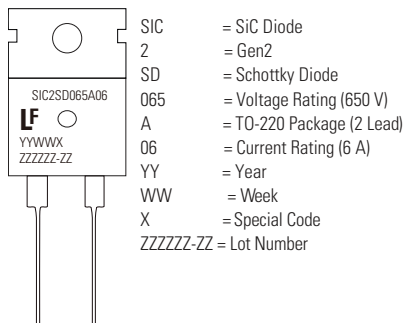 SIC2SD065A06
LF
YYWWX
ZZZZZZ-ZZ
SIC = SiC Diode
2 = Gen2
SD = Schottky Diode
065 = Voltage Rating (650 V)
A = TO-220 Package (2 Lead)
06 = Current Rating (6 A)
YY = Year
WW = Week
X = Special Code
ZZZZZZ-ZZ = Lot Number